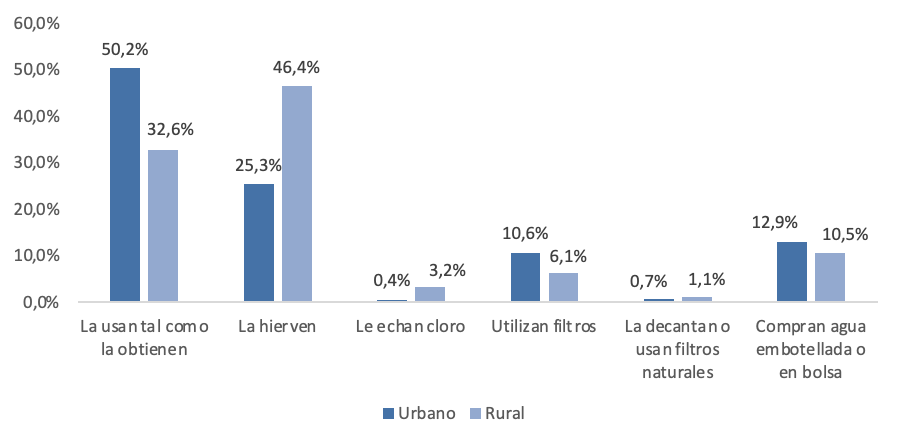 60,0%
50,0%
40,0%
30,0%
20,0%
10,0%
0,0%
50,2%
32,6%
25,3%
46,4%
0,4%
3,2%
10,6%
6,1%
0,7%
1,1%
12,9%
10,5%
La usan tal como
la obtienen
La hierven
Le echan cloro
Utilizan filtros
La decantan o
usan filtros
naturales
Compran agua
embotellada o
en bolsa
Urbano
Rural